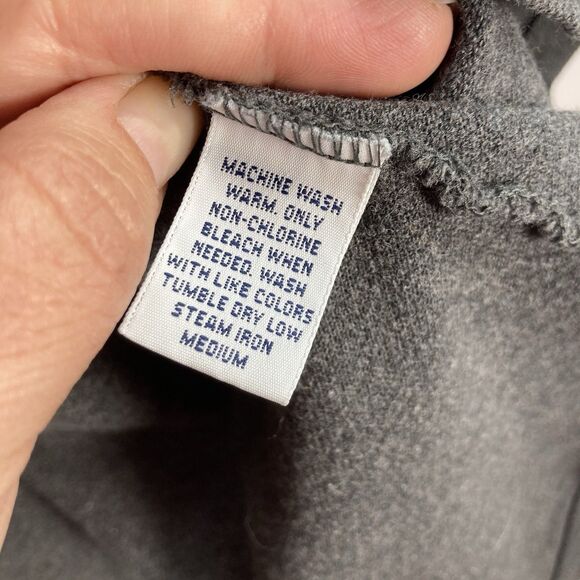 MACHINE WASH
WARM. ONLY
NON-CHLORINE
BLEACH WHEN
NEEDED. WASH
WITH LIKE COLORS
TUMBLE DRY LOW
STEAM IRON
MEDIUM